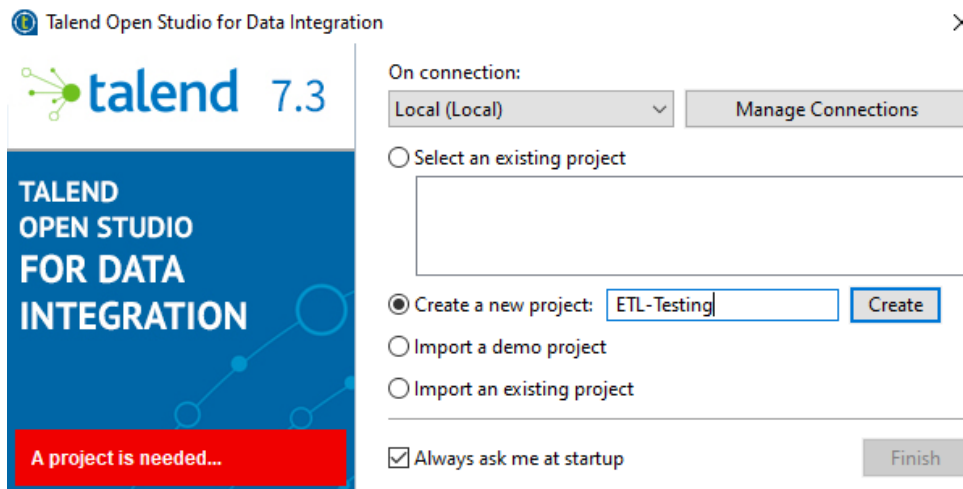 Talend Open Studio for Data Integration
talend 7.3
TALEND
OPEN STUDIO
FOR DATA
INTEGRATION
A project is needed...
On connection:
Local (Local)
Manage Connections
Select an existing project
Create a new project: ETL-Testing Create
Import a demo project
Import an existing project
Always ask me at startup
Finish